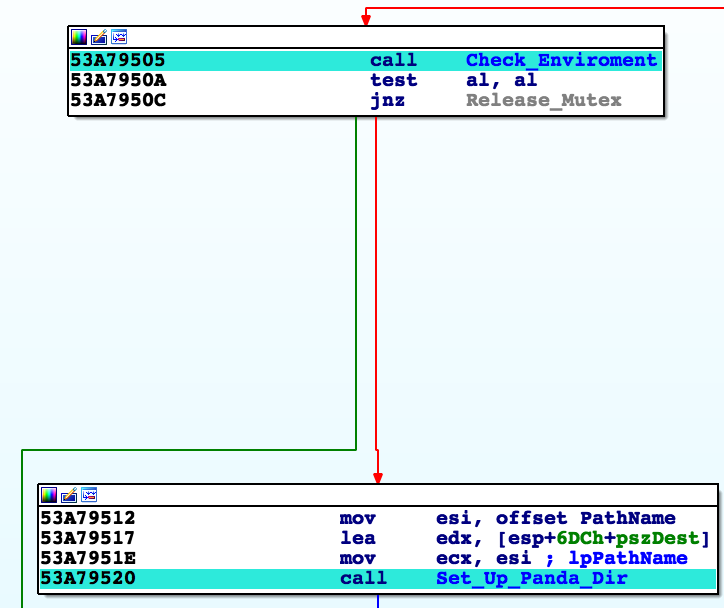 53A79505 call Check_Enviroment
53A7950A test al, al
53A7950C jnz Release_Mutex
53A79512 mov esi, offset PathName
53A79517 lea edx, [esp+6DCh+pszDest]
53A7951E mov ecx, esi ; lpPathName
53A79520 call Set_Up_Panda_Dir